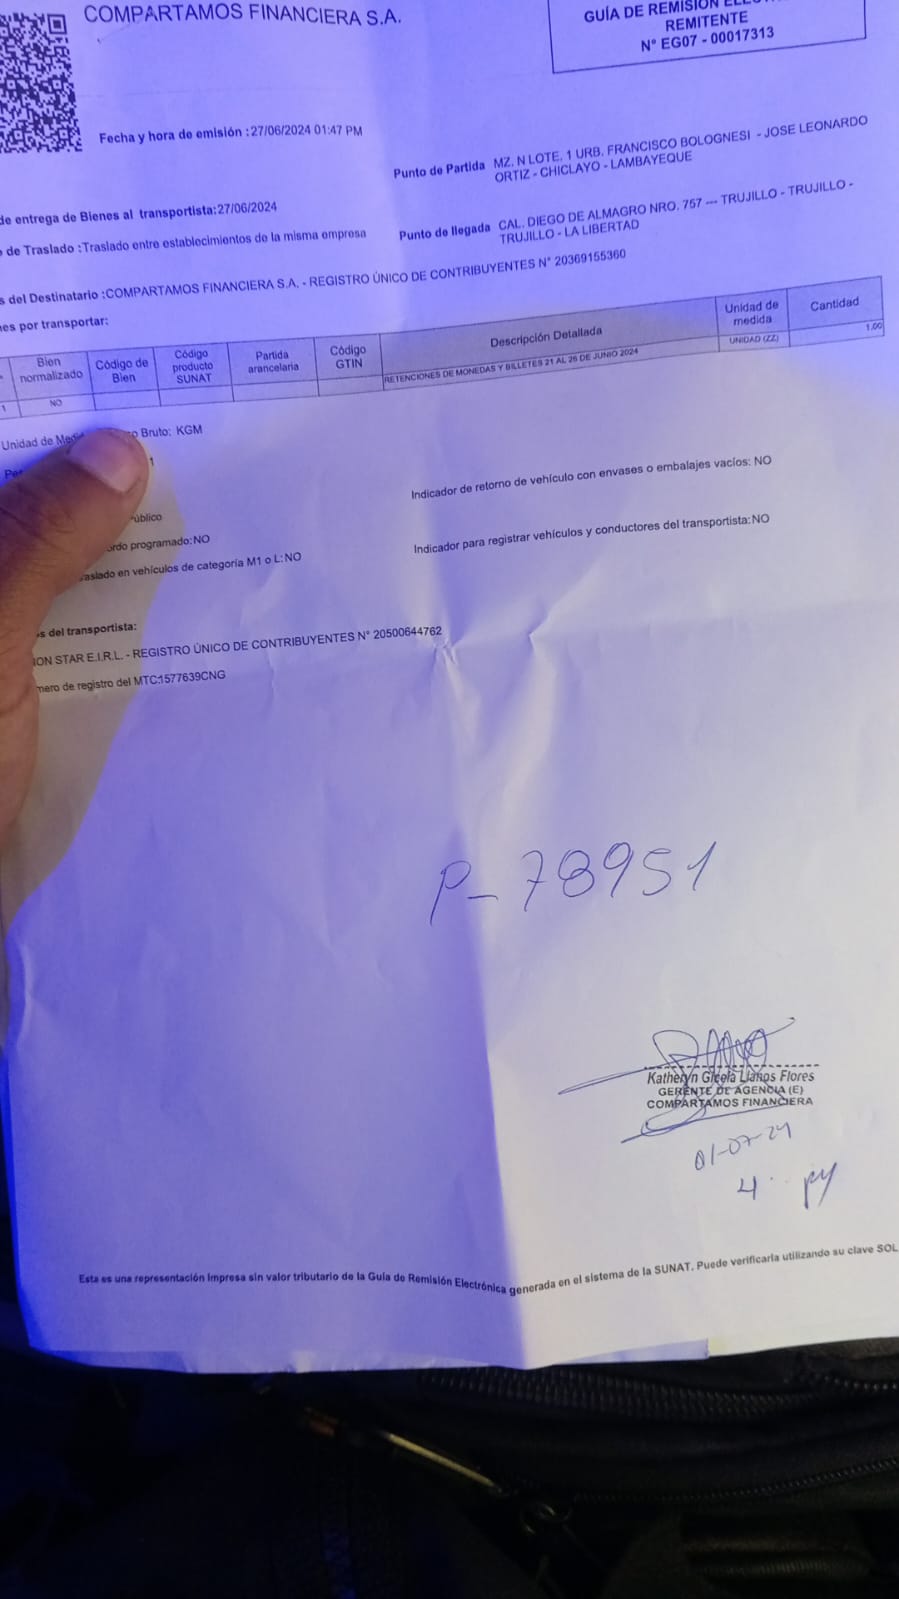 COMPARTAMOS FINANCIERA S.A.
GUÍA DE REMISIÓN
REMITENTE
N° EG07 - 00017313
Fecha y hora de emisión :27/06/2024 01:47 PM
Punto de Partida MZ. N LOTE. 1 URB. FRANCISCO BOLOGNESI - JOSE LEONARDO
ORTIZ - CHICLAYO - LAMBAYEQUE
de entrega de Bienes al transportista:27/06/2024
Punto de llegada CAL. DIEGO DE ALMAGRO NRO. 757 --- TRUJILLO - TRUJILLO -
TRUJILLO - LA LIBERTAD
de Traslado :Traslado entre establecimientos de la misma empresa
s del Destinatario :COMPARTAMOS FINANCIERA S.A. - REGISTRO ÚNICO DE CONTRIBUYENTES N° 20369155360
nes por transportar:
Bien normalizado Código de Bien Código producto SUNAT Partida arancelaria Código GTIN Descripción Detallada Unidad de medida Cantidad
1 NO RETENCIONES DE MONEDAS Y BILLETES 21 AL 26 DE JUNIO 2024 UNIDAD (ZZ) 1.00
Unidad de Bruto: KGM
1
Indicador de retorno de vehículo con envases o embalajes vacíos: NO
úblico
ordo programado:NO
Indicador para registrar vehículos y conductores del transportista:NO
aslado en vehículos de categoría M1 o L:NO
s del transportista:
ION STAR E.I.R.L. - REGISTRO ÚNICO DE CONTRIBUYENTES N° 20500644762
mero de registro del MTC:1577639CNG
P-78951
Katheryn Gicela Llanos Flores
GERENTE DE AGENCIA (E)
COMPARTAMOS FINANCIERA
01-07-24
4 py
Esta es una representación impresa sin valor tributario de la Guía de Remisión Electrónica generada en el sistema de la SUNAT. Puede verificarla utilizando su clave SOL